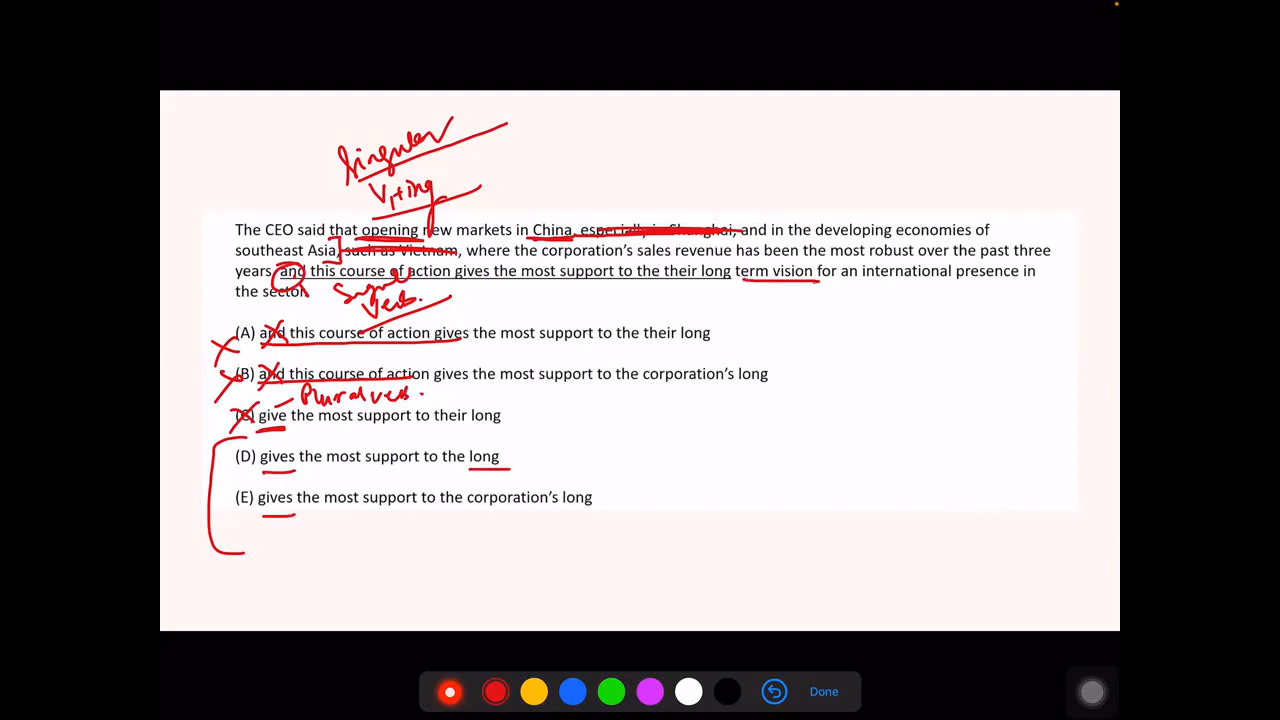 Singular
V1+ing
The CEO said that opening new markets in China, especially in Shanghai, and in the developing economies of
southeast Asia, such as Vietnam, where the corporation's sales revenue has been the most robust over the past three
years, and this course of action gives the most support to the their long term vision for an international presence in
the sector.
Verb.
(A) and this course of action gives the most support to the their long
(B) and this course of action gives the most support to the corporation's long
Plural verb.
(C) give the most support to their long
(D) gives the most support to the long
(E) gives the most support to the corporation's long
Done